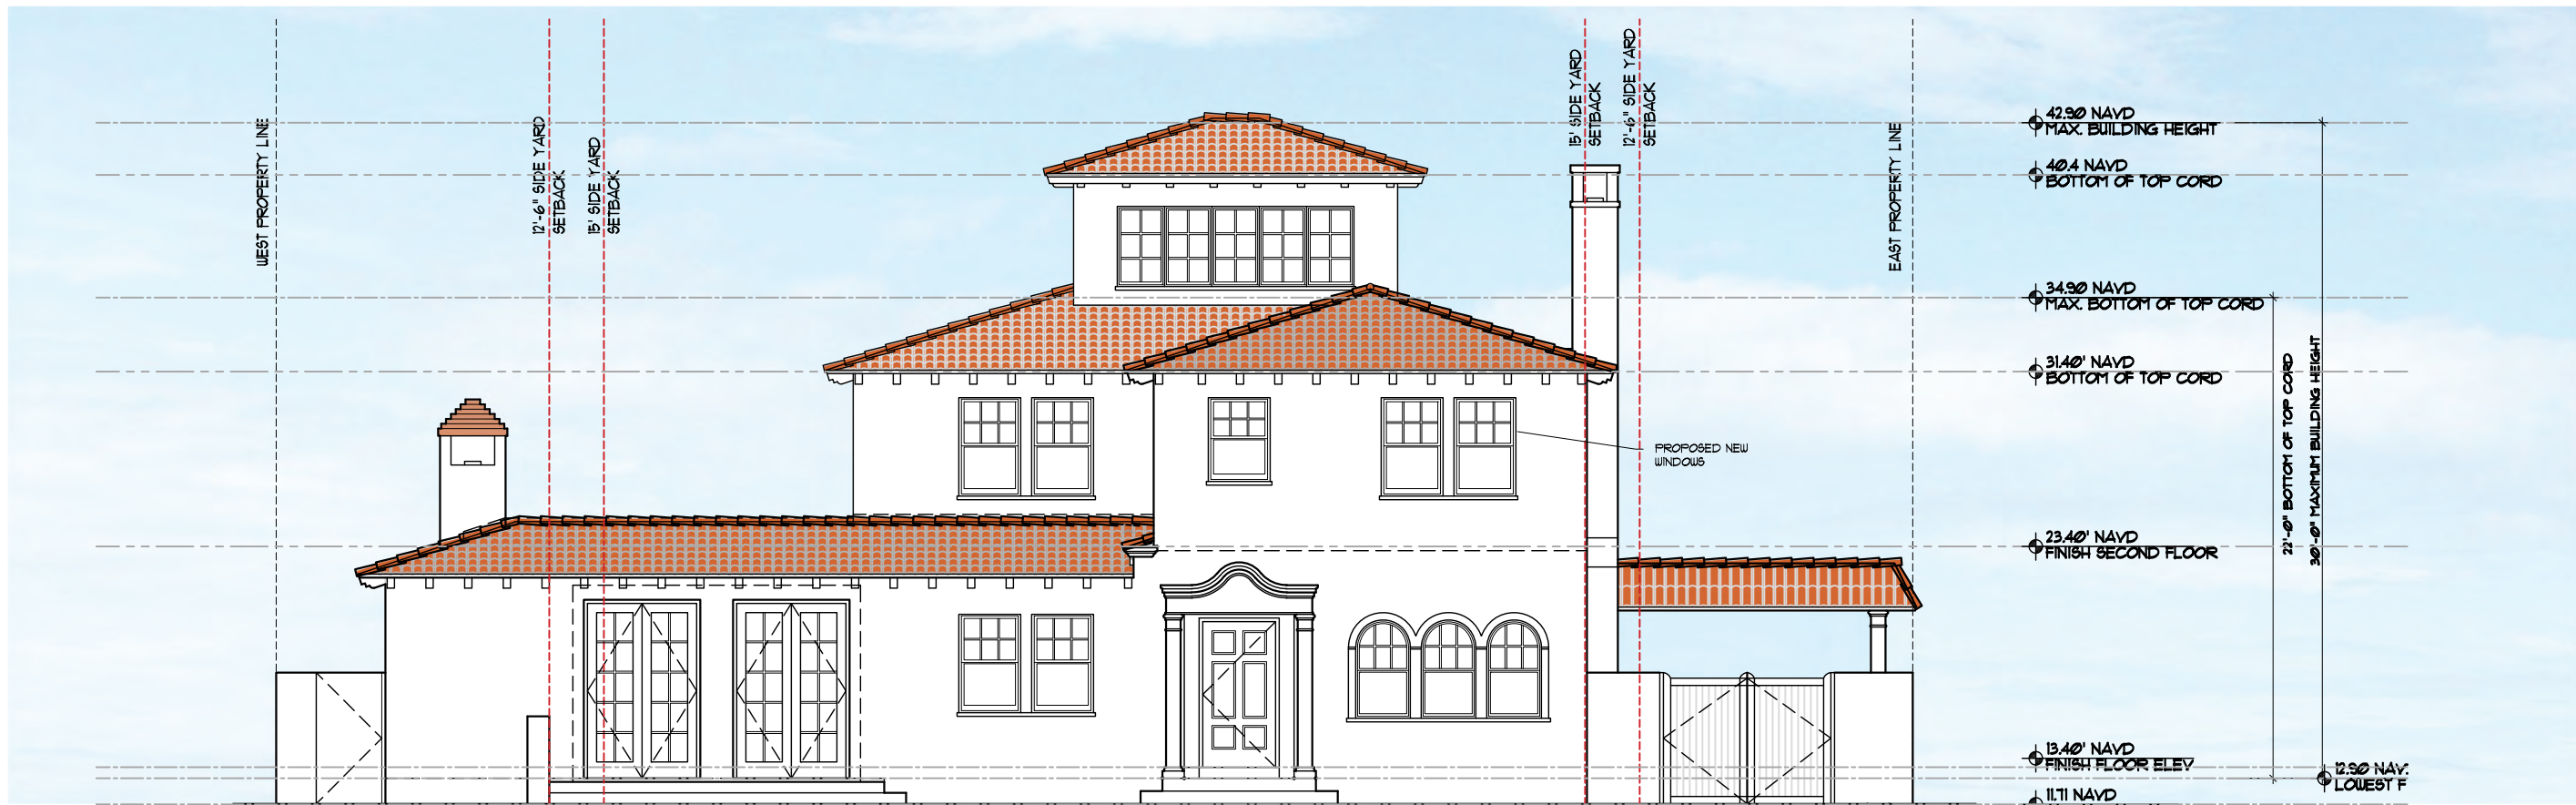 WEST PROPERTY LINE
12'-6" SIDE YARD
SETBACK
15' SIDE YARD
SETBACK
15' SIDE YARD
SETBACK
12'-6" SIDE YARD
SETBACK
EAST PROPERTY LINE
42.90 NAVD
MAX. BUILDING HEIGHT
40.4 NAVD
BOTTOM OF TOP CORD
34.90 NAVD
MAX. BOTTOM OF TOP CORD
31.40' NAVD
BOTTOM OF TOP CORD
PROPOSED NEW
WINDOWS
23.40' NAVD
FINISH SECOND FLOOR
22'-0" BOTTOM OF TOP CORD
30'-0" MAXIMUM BUILDING HEIGHT
13.40' NAVD
FINISH FLOOR ELEV
12.90 NAV
LOWEST F
11.71 NAVD